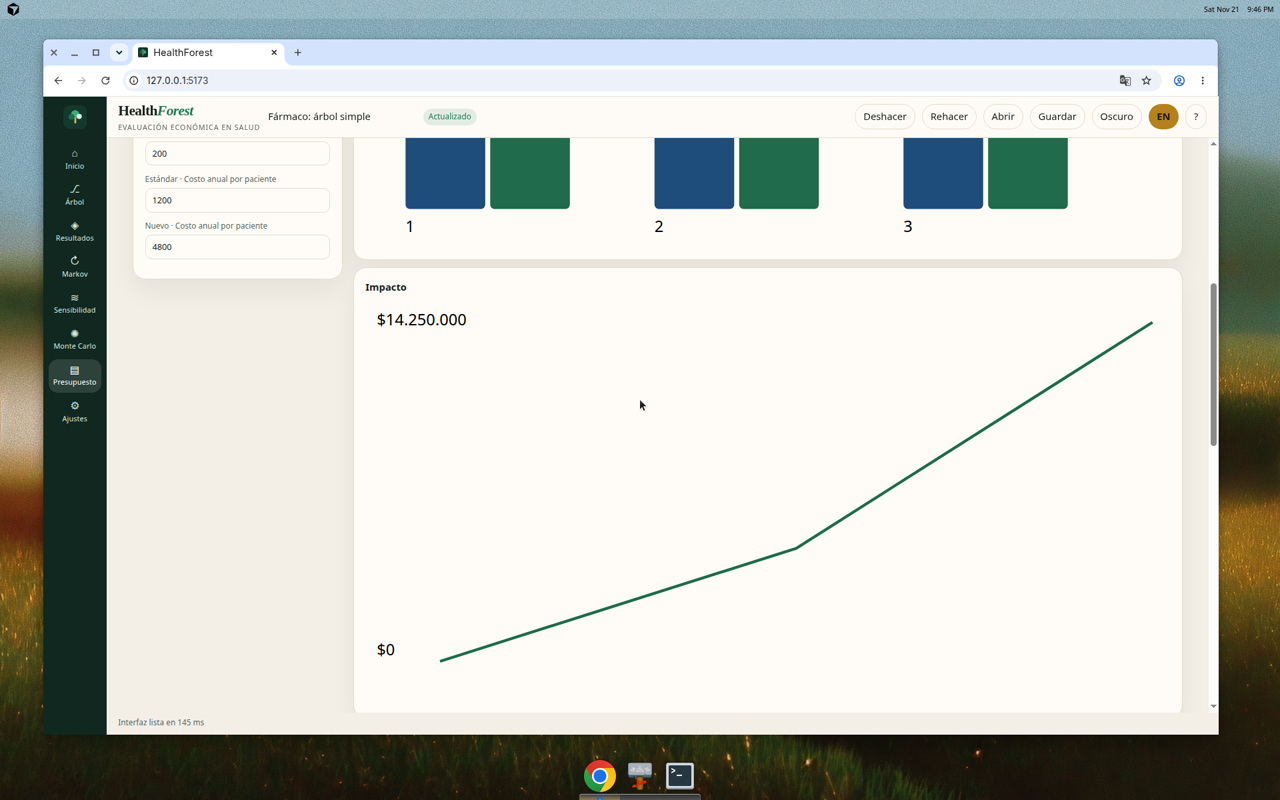 Sat Nov 21 9:46 PM
HealthForest
127.0.0.1:5173
HealthForest
EVALUACIÓN ECONÓMICA EN SALUD
Fármaco: árbol simple
Actualizado
Deshacer
Rehacer
Abrir
Guardar
Oscuro
EN
?
Inicio
Árbol
Resultados
Markov
Sensibilidad
Monte Carlo
Presupuesto
Ajustes
200
Estándar · Costo anual por paciente
1200
Nuevo · Costo anual por paciente
4800
1
2
3
Impacto
$14.250.000
$0
Interfaz lista en 145 ms